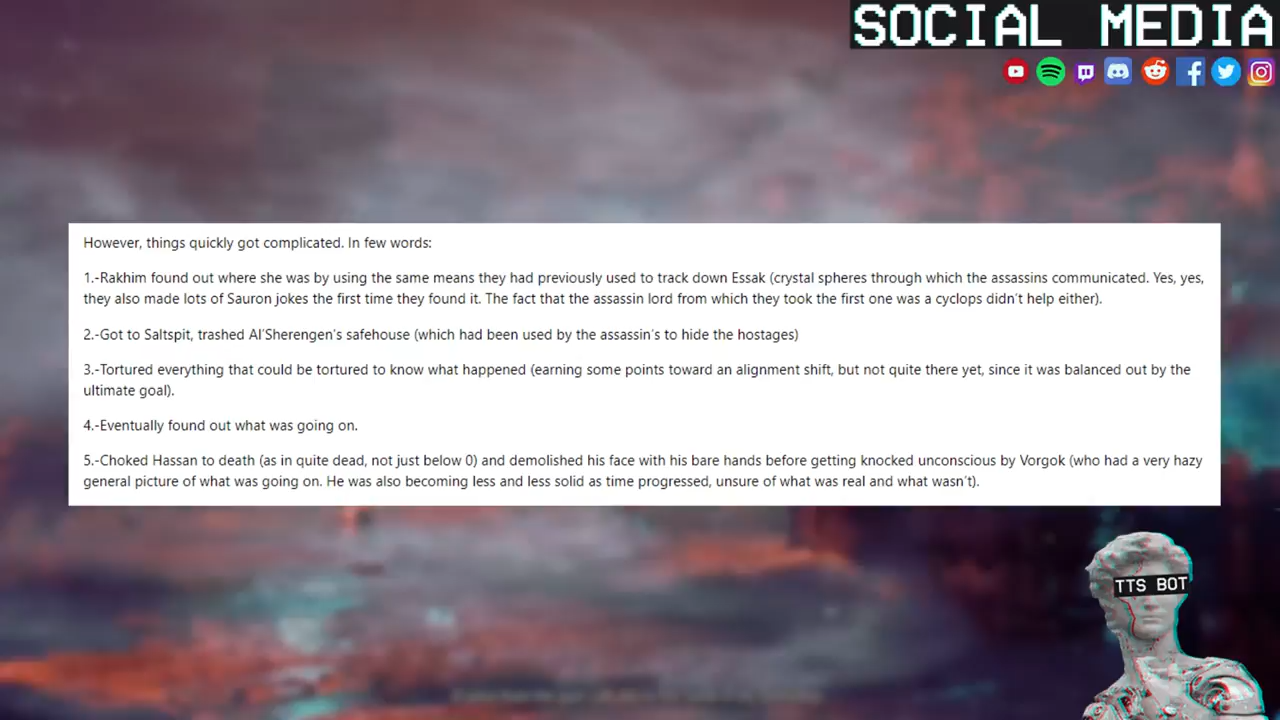 SOCIAL MEDIA
However, things quickly got complicated. In few words:
1.-Rakhim found out where she was by using the same means they had previously used to track down Essak (crystal spheres through which the assassins communicated. Yes, yes,
they also made lots of Sauron jokes the first time they found it. The fact that the assassin lord from which they took the first one was a cyclops didn't help either).
2.-Got to Saltspit, trashed Al'Sherengen's safehouse (which had been used by the assassin's to hide the hostages)
3.-Tortured everything that could be tortured to know what happened (earning some points toward an alignment shift, but not quite there yet, since it was balanced out by the
ultimate goal).
4.-Eventually found out what was going on.
5.-Choked Hassan to death (as in quite dead, not just below 0) and demolished his face with his bare hands before getting knocked unconscious by Vorgok (who had a very hazy
general picture of what was going on. He was also becoming less and less solid as time progressed, unsure of what was real and what wasn't).
TTS BOT